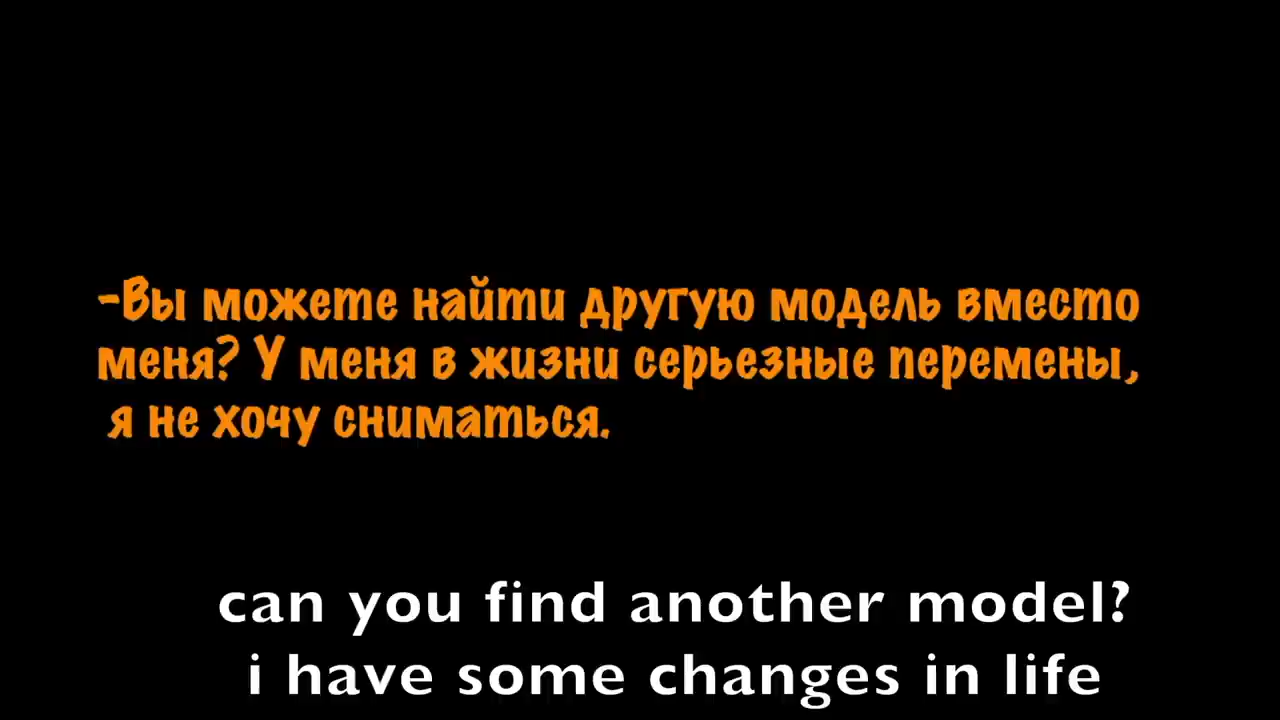 -Вы можете найти другую модель вместо
меня? У меня в жизни серьезные перемены,
я не хочу сниматься.
can you find another model?
i have some changes in life